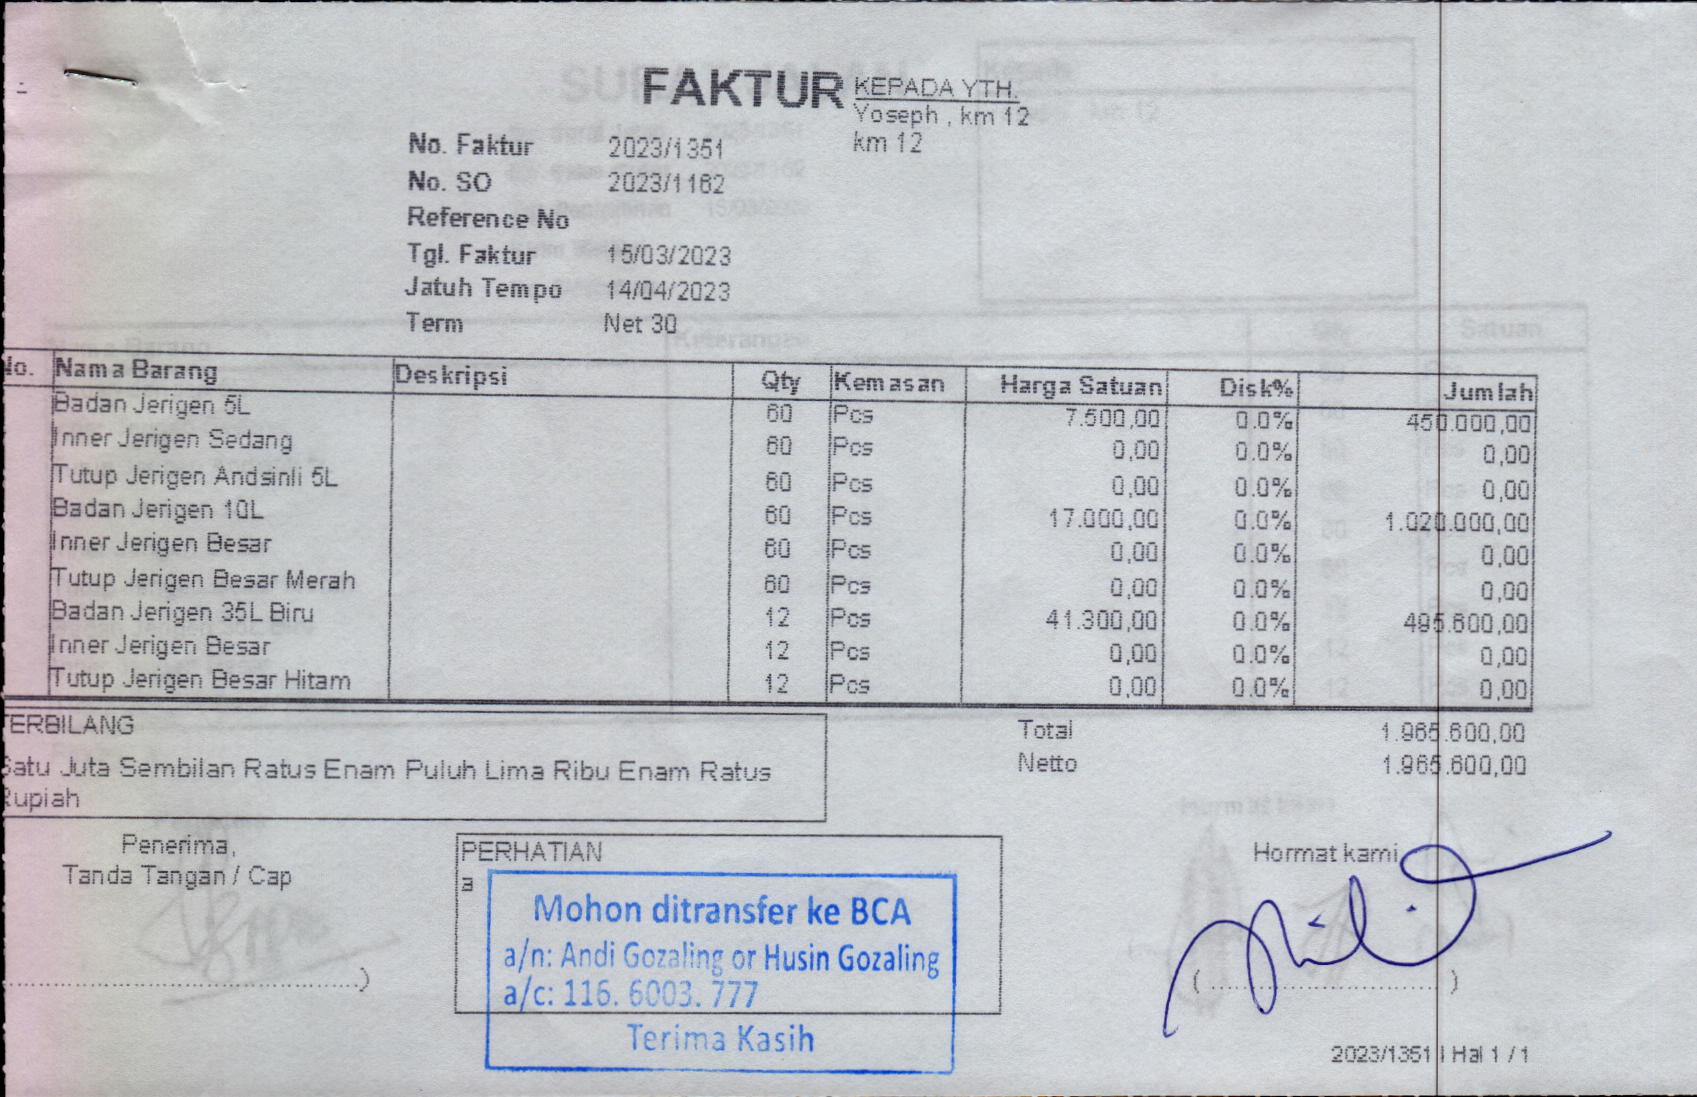 FAKTUR
KEPADA YTH.
Yoseph , km 12
km 12
No. Faktur 2023/1351
No. SO 2023/1162
Reference No
Tgl. Faktur 15/03/2023
Jatuh Tempo 14/04/2023
Term Net 30
No. Nama Barang Deskripsi Qty Kemasan Harga Satuan Disk% Jumlah
Badan Jerigen 5L 60 Pcs 7.500,00 0.0% 450.000,00
Inner Jerigen Sedang 60 Pcs 0,00 0.0% 0,00
Tutup Jerigen Andsinli 5L 60 Pcs 0,00 0.0% 0,00
Badan Jerigen 10L 60 Pcs 17.000,00 0.0% 1.020.000,00
Inner Jerigen Besar 60 Pcs 0,00 0.0% 0,00
Tutup Jerigen Besar Merah 60 Pcs 0,00 0.0% 0,00
Badan Jerigen 35L Biru 12 Pcs 41.300,00 0.0% 495.600,00
Inner Jerigen Besar 12 Pcs 0,00 0.0% 0,00
Tutup Jerigen Besar Hitam 12 Pcs 0,00 0.0% 0,00
TERBILANG
Satu Juta Sembilan Ratus Enam Puluh Lima Ribu Enam Ratus
Rupiah
Total 1.965.600,00
Netto 1.965.600,00
Penerima,
Tanda Tangan / Cap
PERHATIAN
a
Mohon ditransfer ke BCA
a/n: Andi Gozaling or Husin Gozaling
a/c: 116. 6003. 777
Terima Kasih
Hormat kami
2023/1351 | Hal 1 / 1